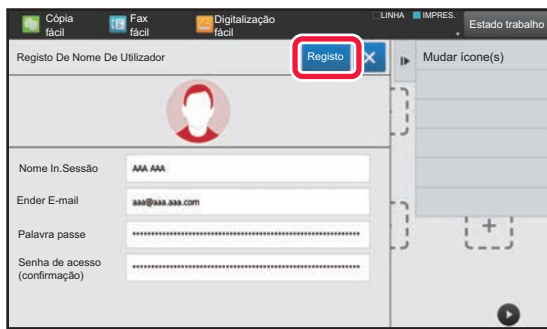 Cópia fácil
Fax fácil
Digitalização fácil
LINHA
IMPRES.
Estado trabalho
Registo De Nome De Utilizador
Registo
Mudar ícone(s)
Nome In.Sessão
AAA AAA
Ender E-mail
aaa@aaa.aaa.com
Palavra passe
************************************************************
Senha de acesso
(confirmação)
************************************************************